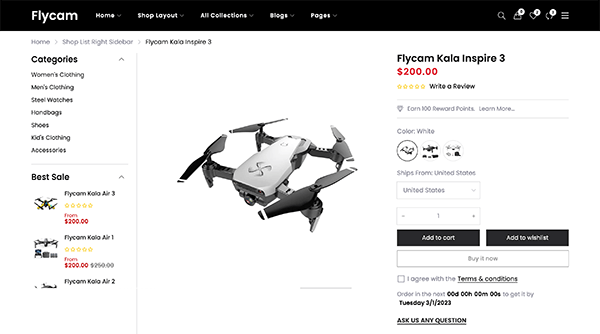 Flycam
Home
Shop Layout
All Collections
Blogs
Pages
Home > Shop List Right Sidebar > Flycam Kala Inspire 3
Categories
Women's Clothing
Men's Clothing
Steel Watches
Handbags
Shoes
Kid's Clothing
Accessories
Best Sale
Flycam Kala Air 3
From
$200.00
Flycam Kala Air 1
From
$200.00 $250.00
Flycam Kala Air 2
Flycam Kala Inspire 3
$200.00
Write a Review
Earn 100 Reward Points. Learn More...
Color: White
Ships From: United States
United States
− 1 +
Add to cart
Add to wishlist
Buy it now
I agree with the Terms & conditions
Order in the next 00d 00h 00m 00s to get it by
Tuesday 3/1/2023
ASK US ANY QUESTION